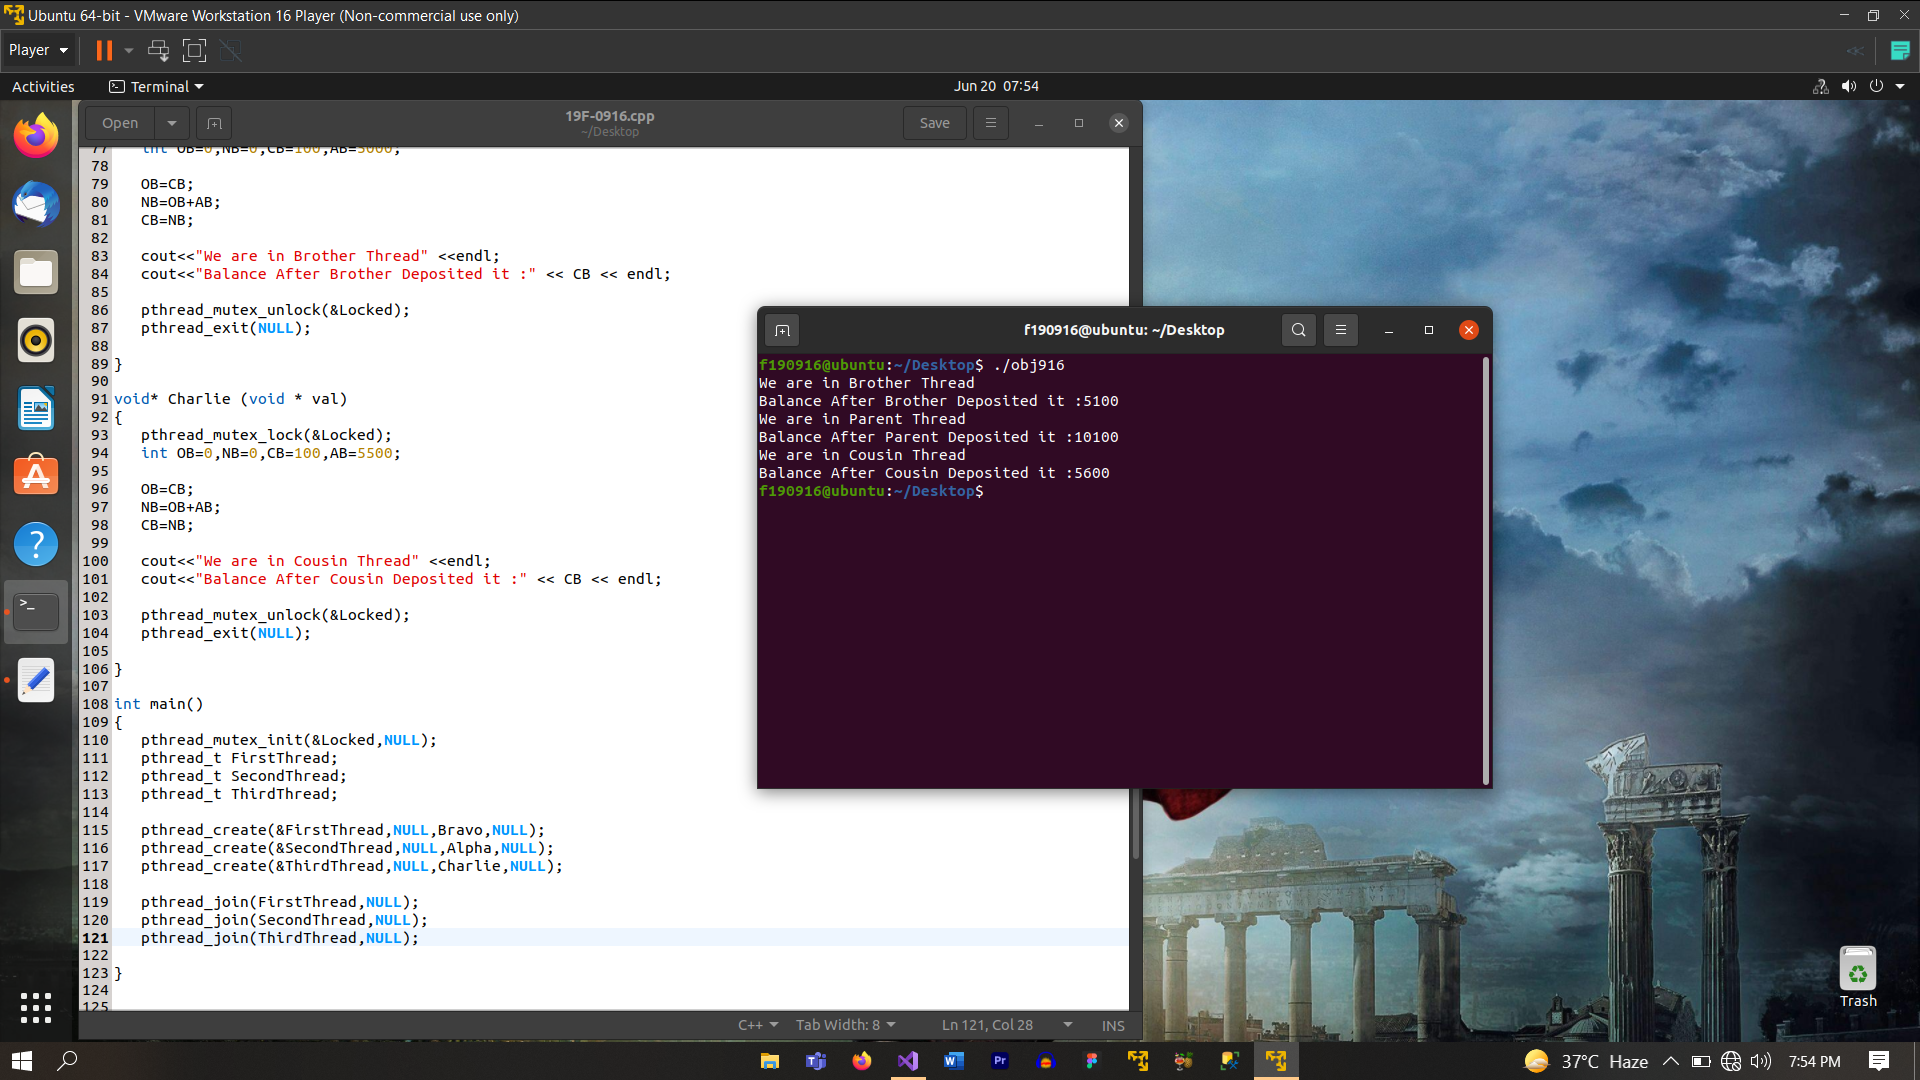 Ubuntu 64-bit - VMware Workstation 16 Player (Non-commercial use only)
Player
Activities
Terminal
Jun 20 07:54
Open
19F-0916.cpp
~/Desktop
Save
77 int OB=0,NB=0,CB=100,AB=5000;
78
79 OB=CB;
80 NB=OB+AB;
81 CB=NB;
82
83 cout<<"We are in Brother Thread" <<endl;
84 cout<<"Balance After Brother Deposited it :" << CB << endl;
85
86 pthread_mutex_unlock(&Locked);
87 pthread_exit(NULL);
88
89 }
90
91 void* Charlie (void * val)
92 {
93 pthread_mutex_lock(&Locked);
94 int OB=0,NB=0,CB=100,AB=5500;
95
96 OB=CB;
97 NB=OB+AB;
98 CB=NB;
99
100 cout<<"We are in Cousin Thread" <<endl;
101 cout<<"Balance After Cousin Deposited it :" << CB << endl;
102
103 pthread_mutex_unlock(&Locked);
104 pthread_exit(NULL);
105
106 }
107
108 int main()
109 {
110 pthread_mutex_init(&Locked,NULL);
111 pthread_t FirstThread;
112 pthread_t SecondThread;
113 pthread_t ThirdThread;
114
115 pthread_create(&FirstThread,NULL,Bravo,NULL);
116 pthread_create(&SecondThread,NULL,Alpha,NULL);
117 pthread_create(&ThirdThread,NULL,Charlie,NULL);
118
119 pthread_join(FirstThread,NULL);
120 pthread_join(SecondThread,NULL);
121 pthread_join(ThirdThread,NULL);
122
123 }
124
125
C++
Tab Width: 8
Ln 121, Col 28
INS
f190916@ubuntu: ~/Desktop
f190916@ubuntu:~/Desktop$ ./obj916
We are in Brother Thread
Balance After Brother Deposited it :5100
We are in Parent Thread
Balance After Parent Deposited it :10100
We are in Cousin Thread
Balance After Cousin Deposited it :5600
f190916@ubuntu:~/Desktop$
Trash
37°C Haze
7:54 PM